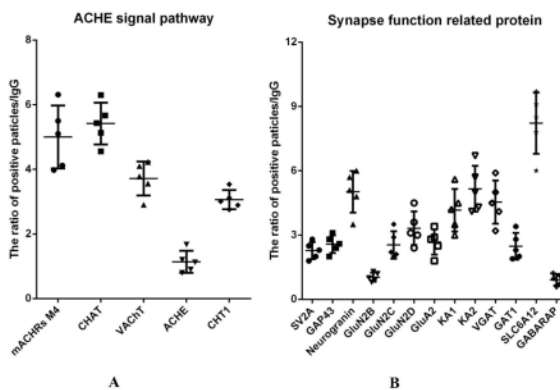 A
ACHE signal pathway
The ratio of positive paticles/IgG
8
6
4
2
0
mACHRs M4
CHAT
VAChT
ACHE
CHT1
A
B
Synapse function related protein
The ratio of positive paticles/IgG
12
9
6
3
0
SV2A
GAP43
Neurogranin
GluN2B
GluN2C
GluN2D
GluA2
KA1
KA2
VGAT
GAT1
SLC6A12
GABARAP
B